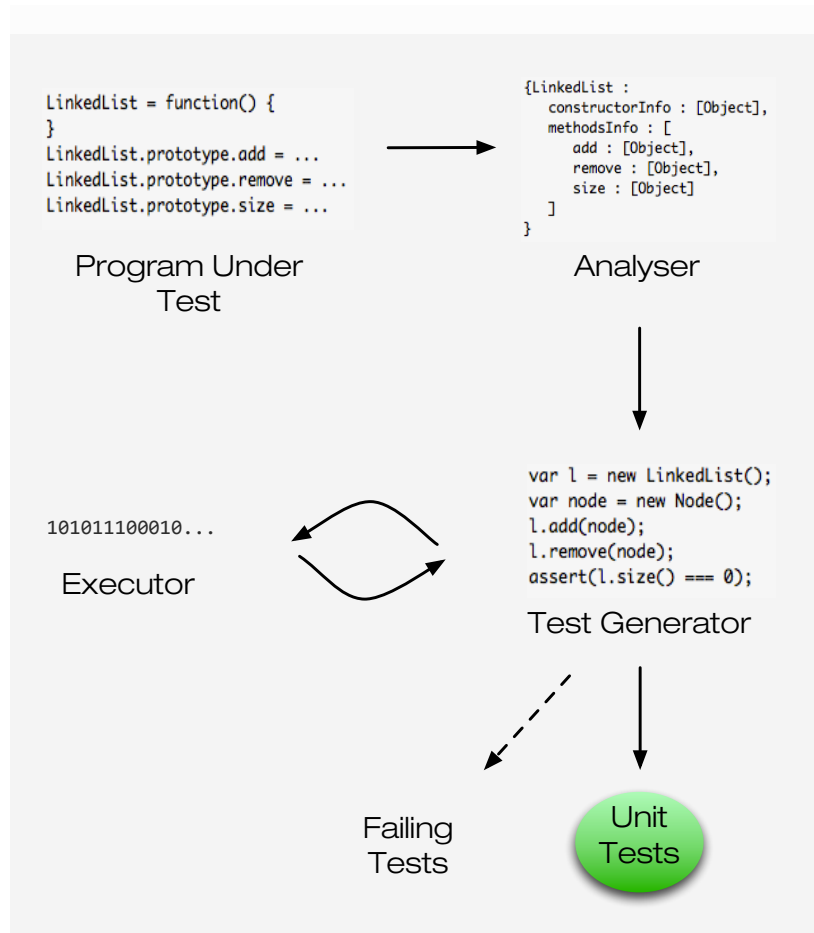 LinkedList = function() {
}
LinkedList.prototype.add = ...
LinkedList.prototype.remove = ...
LinkedList.prototype.size = ...
Program Under
Test
{LinkedList :
constructorInfo : [Object],
methodsInfo : [
add : [Object],
remove : [Object],
size : [Object]
]
}
Analyser
101011100010...
Executor
var l = new LinkedList();
var node = new Node();
l.add(node);
l.remove(node);
assert(l.size() === 0);
Test Generator
Failing
Tests
Unit
Tests